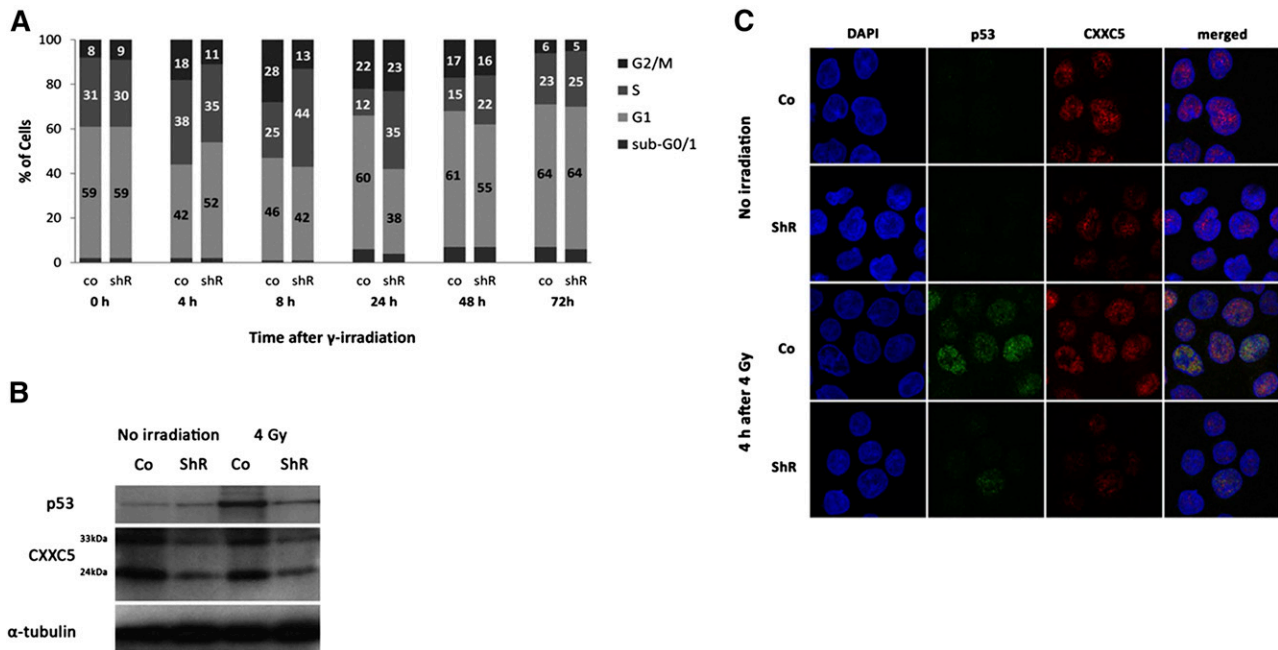 A
100
80
60
40
20
0
% of Cells
8 9 18 11 28 13 22 23 17 16 6 5
31 30 38 35 25 44 12 35 15 22 23 25
59 59 42 52 46 42 60 38 61 55 64 64
G2/M
S
G1
sub-G0/1
co shR co shR co shR co shR co shR co shR
0 h 4 h 8 h 24 h 48 h 72h
Time after γ-irradiation
B
No irradiation 4 Gy
Co ShR Co ShR
p53
33kDa
CXXC5
24kDa
α-tubulin
C
DAPI p53 CXXC5 merged
No irradiation
Co
ShR
4 h after 4 Gy
Co
ShR